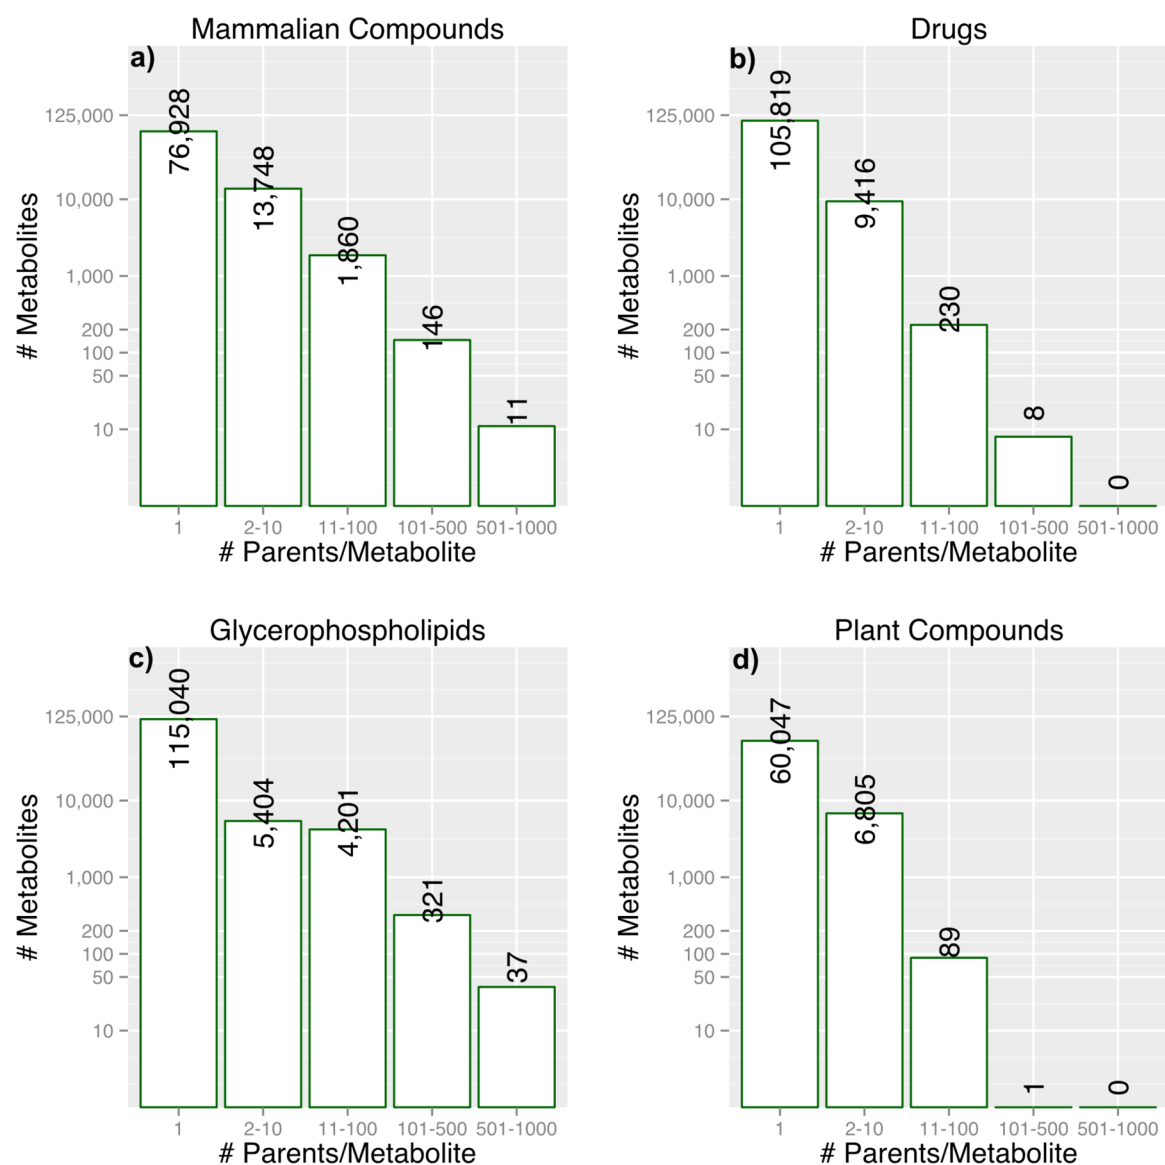 Mammalian Compounds
a)
# Metabolites
125,000
10,000
1,000
200
100
50
10
76,928
13,748
1,860
146
11
1 2-10 11-100 101-500 501-1000
# Parents/Metabolite
Drugs
b)
# Metabolites
125,000
10,000
1,000
200
100
50
10
105,819
9,416
230
8
0
1 2-10 11-100 101-500 501-1000
# Parents/Metabolite
Glycerophospholipids
c)
# Metabolites
125,000
10,000
1,000
200
100
50
10
115,040
5,404
4,201
321
37
1 2-10 11-100 101-500 501-1000
# Parents/Metabolite
Plant Compounds
d)
# Metabolites
125,000
10,000
1,000
200
100
50
10
60,047
6,805
89
1
0
1 2-10 11-100 101-500 501-1000
# Parents/Metabolite